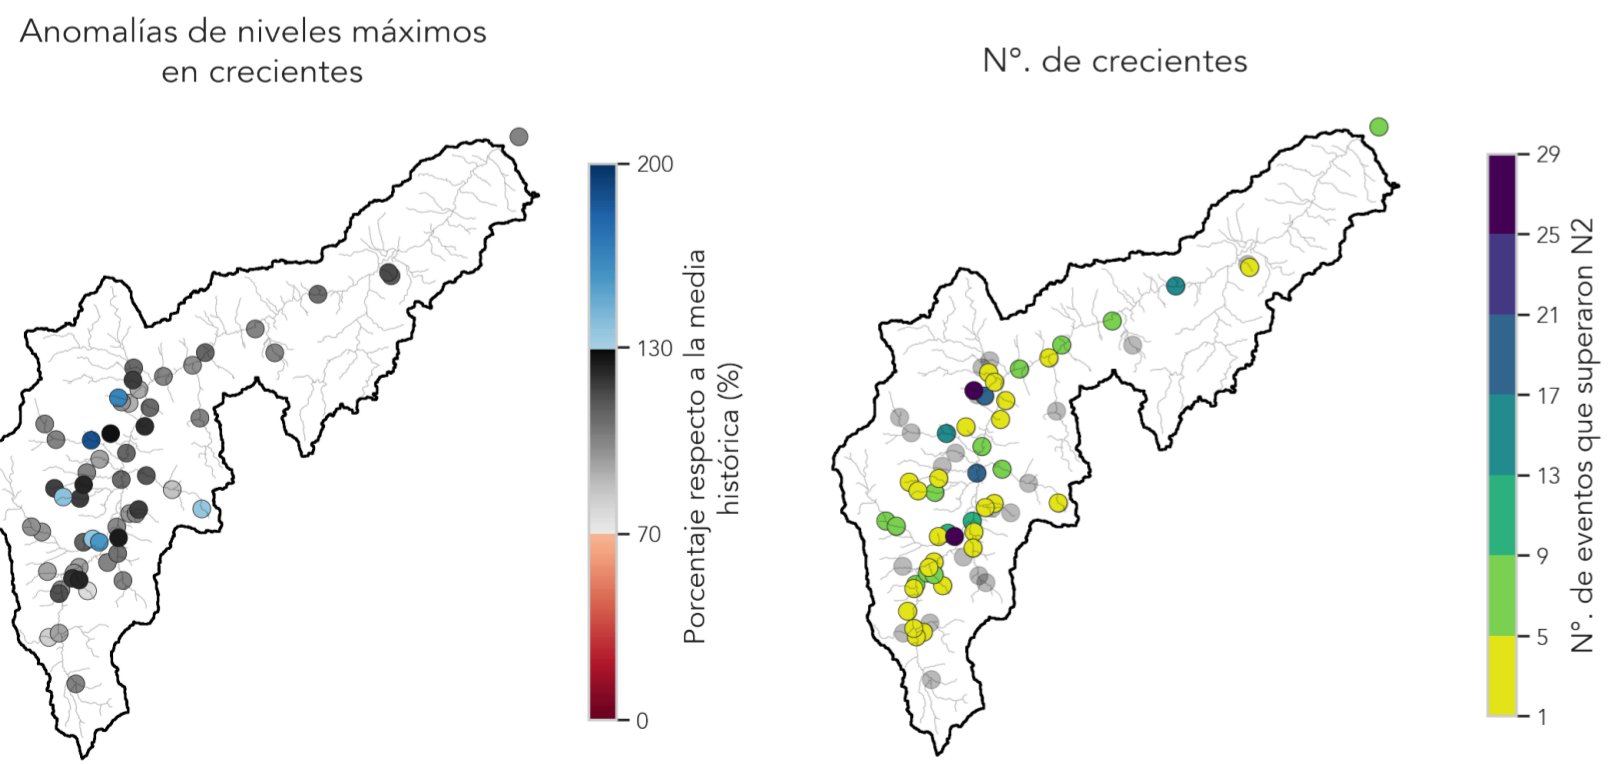 Anomalías de niveles máximos
en crecientes
200
130
70
0
Porcentaje respecto a la media
histórica (%)
N°. de crecientes
29
25
21
17
13
9
5
1
N°. de eventos que superaron N2